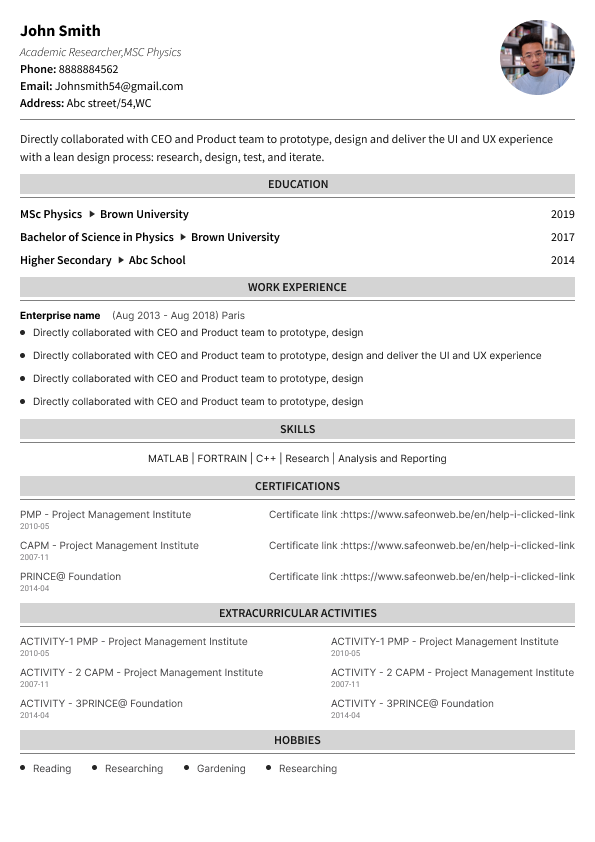 John Smith
Academic Researcher,MSC Physics
Phone: 8888884562
Email: Johnsmith54@gmail.com
Address: Abc street/54,WC
Directly collaborated with CEO and Product team to prototype, design and deliver the UI and UX experience
with a lean design process: research, design, test, and iterate.
EDUCATION
MSc Physics Brown University 2019
Bachelor of Science in Physics Brown University 2017
Higher Secondary Abc School 2014
WORK EXPERIENCE
Enterprise name (Aug 2013 - Aug 2018) Paris
Directly collaborated with CEO and Product team to prototype, design
Directly collaborated with CEO and Product team to prototype, design and deliver the UI and UX experience
Directly collaborated with CEO and Product team to prototype, design
Directly collaborated with CEO and Product team to prototype, design
SKILLS
MATLAB | FORTRAIN | C++ | Research | Analysis and Reporting
CERTIFICATIONS
PMP - Project Management Institute Certificate link :https://www.safeonweb.be/en/help-i-clicked-link
2010-05
CAPM - Project Management Institute Certificate link :https://www.safeonweb.be/en/help-i-clicked-link
2007-11
PRINCE@ Foundation Certificate link :https://www.safeonweb.be/en/help-i-clicked-link
2014-04
EXTRACURRICULAR ACTIVITIES
ACTIVITY-1 PMP - Project Management Institute ACTIVITY-1 PMP - Project Management Institute
2010-05 2010-05
ACTIVITY - 2 CAPM - Project Management Institute ACTIVITY - 2 CAPM - Project Management Institute
2007-11 2007-11
ACTIVITY - 3PRINCE@ Foundation ACTIVITY - 3PRINCE@ Foundation
2014-04 2014-04
HOBBIES
Reading Researching Gardening Researching